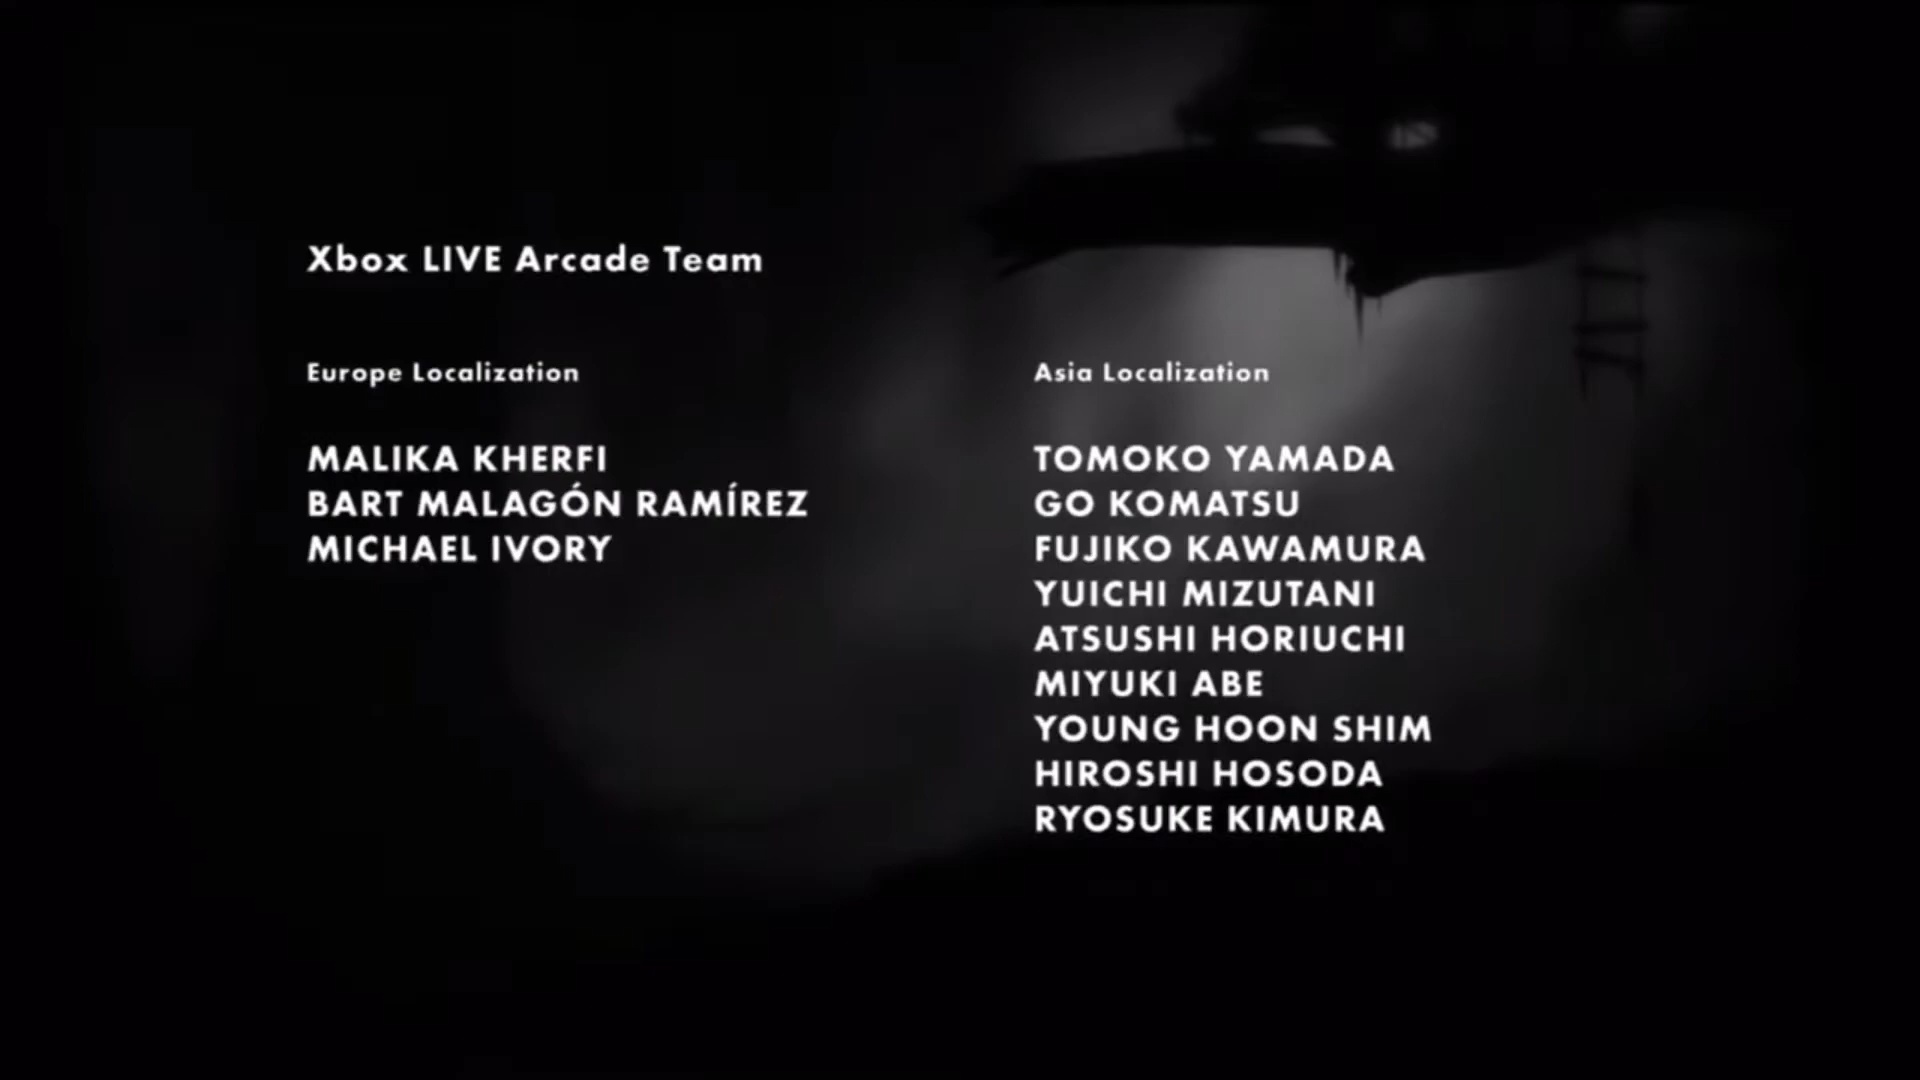 Xbox LIVE Arcade Team
Europe Localization
MALIKA KHERFI
BART MALAGÓN RAMÍREZ
MICHAEL IVORY
Asia Localization
TOMOKO YAMADA
GO KOMATSU
FUJIKO KAWAMURA
YUICHI MIZUTANI
ATSUSHI HORIUCHI
MIYUKI ABE
YOUNG HOON SHIM
HIROSHI HOSODA
RYOSUKE KIMURA